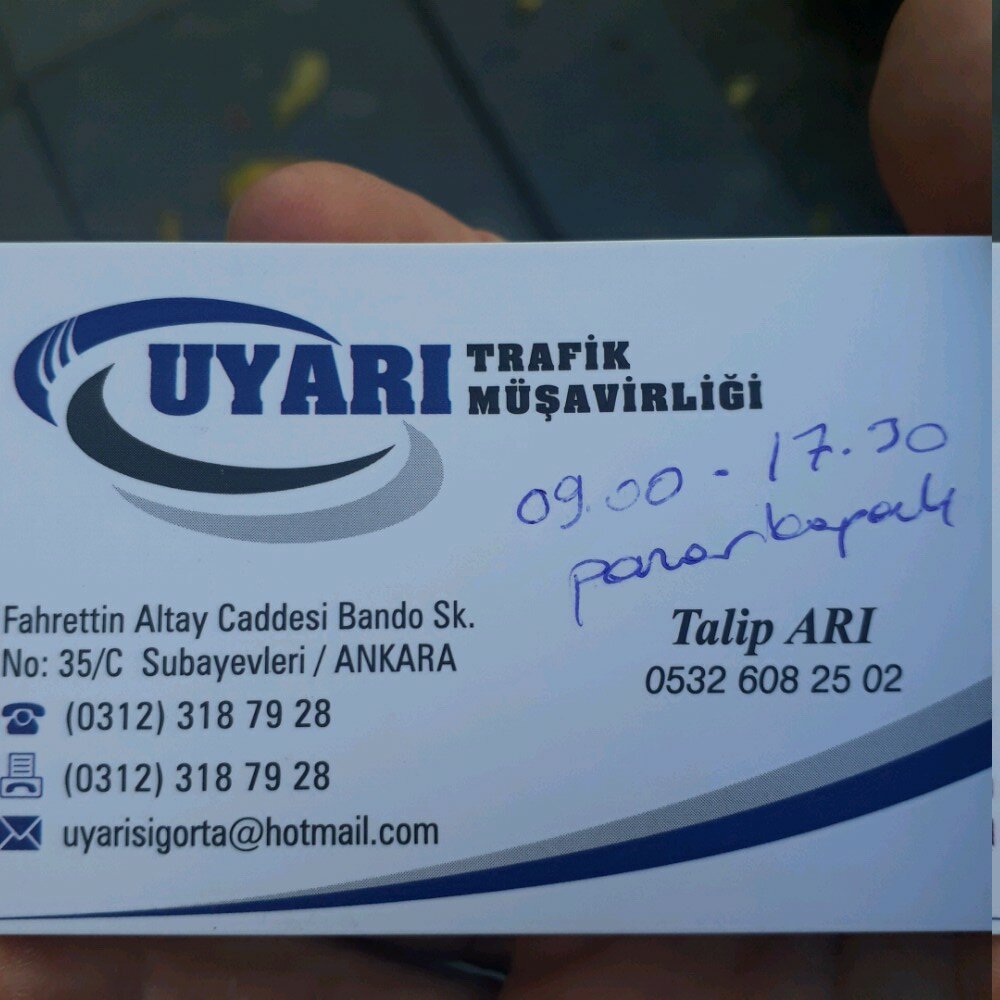 UYARI TRAFİK
MÜŞAVİRLİĞİ
09.00 - 17.30
pazar kapalı
Fahrettin Altay Caddesi Bando Sk.
No: 35/C Subayevleri / ANKARA
(0312) 318 79 28
(0312) 318 79 28
uyarisigorta@hotmail.com
Talip ARI
0532 608 25 02